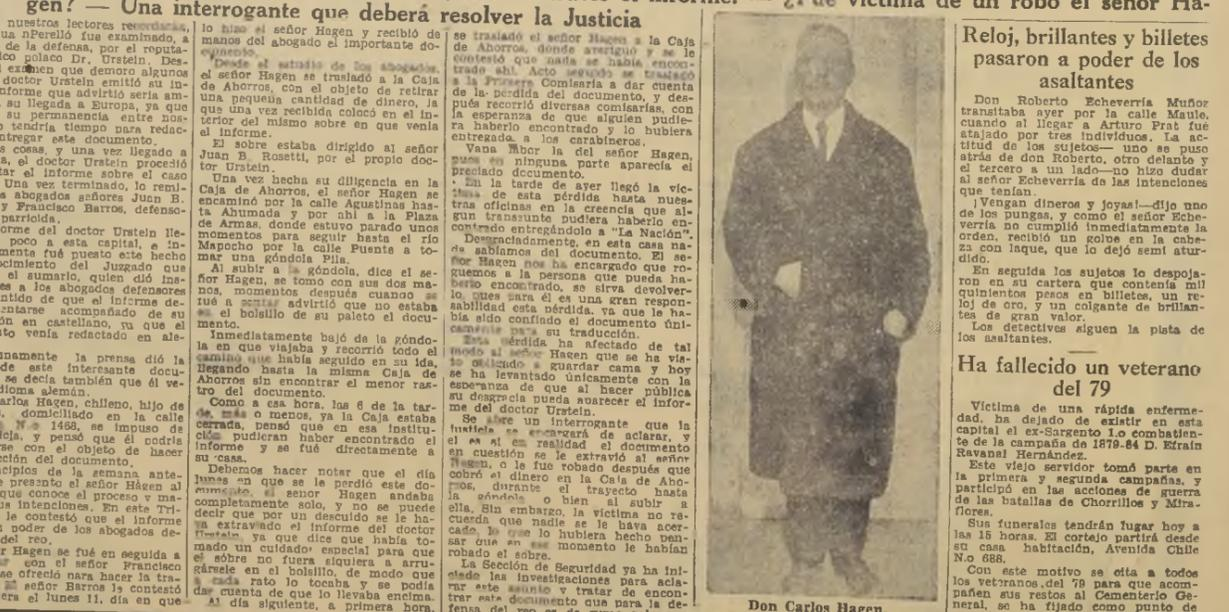 gen? — Una interrogante que deberá resolver la Justicia
víctima de un robo el señor Ha-
nuestros lectores
ua nPerelló fue examinado, a
de la defensa, por el reputa-
co polaco Dr. Urstein. Des-
examen que demoro algunos
doctor Urstein emitió su in-
forme que advirtió sería am-
su llegada a Europa, ya que
su permanencia entre nos-
tendría tiempo para redac-
ntregar este documento.
s cosas, y una vez llegado a
a, el doctor Urstein procedió
tar el informe sobre el caso
Una vez terminado, lo remi-
s abogados señores Juan B.
y Francisco Barros, defenso-
parricida.
orme del doctor Urstein lle-
poco a esta capital, e in-
mente fué puesto este hecho
ocimiento del Juzgado que
el sumario, quien dió ins-
es a los abogados defensores
ntido de que el informe de-
entarse acompañado de su
ón en castellano, ya que el
to venía redactado en ale-
unamente la prensa dió la
de este interesante docu-
se decía también que él ve-
dioma alemán.
arlos Hagen, chileno, hijo de
, domiciliado en la calle
1468, se impuso de
cia, y pensó que él podría
rse con el objeto de hacer
cción del documento.
cipios de la semana ante-
e presento el señor Hagen al
que conoce el proceso y ma-
us intenciones. En este Tri-
le contestó que el informe
poder de los abogados de-
del reo.
r Hagen se fué en seguida a
con el señor Francisco
se ofreció para hacer la tra-
señor Barros le contestó
era el lunes 11, día en que
lo hizo el señor Hagen y recibió de
manos del abogado el importante do-
cumento.
Desde el estudio de los abogados,
el señor Hagen se trasladó a la Caja
de Ahorros, con el objeto de retirar
una pequeña cantidad de dinero, la
que una vez recibida colocó en el in-
terior del mismo sobre en que venía
el informe.
El sobre estaba dirigido al señor
Juan B. Rosetti, por el propio doc-
tor Urstein.
Una vez hecha su diligencia en la
Caja de Ahorros, el señor Hagen se
encaminó por la calle Agustinas has-
ta Ahumada y por ahí a la Plaza
de Armas, donde estuvo parado unos
momentos para seguir hasta el río
Mapocho por la calle Puente a to-
mar una góndola Pila.
Al subir a la góndola, dice el se-
ñor Hagen, se tomó con sus dos ma-
nos, momentos después cuando se
fué a sentar advirtió que no estaba
en el bolsillo de su paleto el docu-
mento.
Inmediatamente bajó de la góndo-
la en que viajaba y recorrió todo el
camino que había seguido en su ida,
llegando hasta la misma Caja de
Ahorros sin encontrar el menor ras-
tro del documento.
Como a esa hora, las 6 de la tar-
de, más o menos, ya la Caja estaba
cerrada, pensó que en esa institu-
ción pudieran haber encontrado el
informe y se fué directamente a
su casa.
Debemos hacer notar que el día
lunes en que se le perdió este do-
cumento, el senor Hagen andaba
completamente solo, y no se puede
decir que por un descuido se le ha-
ya extraviado el informe del doctor
Urstein, ya que dice que había to-
mado un cuidado especial para que
el sobre no fuera siquiera a arru-
gársele en el bolsillo, de modo que
a cada rato lo tocaba y se podía
dar cuenta de que lo llevaba encima.
Al día siguiente, a primera hora,
se trasladó el señor Hagen a la Caja
de Ahorros, donde averiguó y se le
contestó que nada se había encon-
trado ahí. Acto seguido se trasladó
a la Primera Comisaría a dar cuenta
de la pérdida del documento, y des-
pués recorrió diversas comisarías, con
la esperanza de que alguien pudie-
ra haberlo encontrado y lo hubiera
entregado a los carabineros.
Vana labor la del señor Hagen,
pues en ninguna parte aparecía el
preciado documento.
En la tarde de ayer llegó la víc-
tima de esta pérdida hasta nues-
tras oficinas en la creencia que al-
gun transeunte pudiera haberlo en-
contrado entregándolo a "La Nación".
Desgraciadamente, en esta casa na-
da sabíamos del documento. El se-
ñor Hagen nos ha encargado que ro-
guemos a la persona que pueda ha-
berlo encontrado, se sirva devolver-
lo, pues para él es una gran respon-
sabilidad esta pérdida, ya que le ha-
bía sido confiado el documento úni-
camente para su traducción.
Esta pérdida ha afectado de tal
modo al señor Hagen que se ha vis-
to obligado a guardar cama y hoy
se ha levantado únicamente con la
esperanza de que al hacer pública
su desgracia pueda aparecer el infor-
me del doctor Urstein.
Se abre un interrogante que la
Justicia se encargará de aclarar, y
el es si en realidad el documento
en cuestión se le extravió al señor
Hagen, o le fue robado después que
cobró el dinero en la Caja de Aho-
rros, durante el trayecto hasta
la góndola o bien al subir a
ella. Sin embargo, la víctima no re-
cuerda que nadie se le haya acer-
cado, lo que lo hubiera hecho pen-
sar que en ese momento le habían
robado el sobre.
La Sección de Seguridad ya ha ini-
ciado las investigaciones para acla-
rar este asunto y tratar de encon-
trar este documento que para la de-
fensa del reo
Don Carlos Hagen
Reloj, brillantes y billetes
pasaron a poder de los
asaltantes
Don Roberto Echeverría Muñoz
transitaba ayer por la calle Maule,
cuando al llegar a Arturo Prat fué
atajado por tres individuos. La ac-
titud de los sujetos— uno se puso
atrás de don Roberto, otro delante y
el tercero a un lado—no hizo dudar
al señor Echeverría de las intenciones
que tenían.
¡Vengan dineros y joyas!—dijo uno
de los pungas, y como el señor Eche-
verría no cumplió inmediatamente la
orden, recibió un golpe en la cabe-
za con laque, que lo dejó semi atur-
dido.
En seguida los sujetos lo despoja-
ron en su cartera que contenía mil
quinientos pesos en billetes, un re-
loj de oro, y un colgante de brillan-
tes de gran valor.
Los detectives siguen la pista de
los asaltantes.
Ha fallecido un veterano
del 79
Víctima de una rápida enferme-
dad, ha dejado de existir en esta
capital el ex-Sargento 1.o combatien-
te de la campaña de 1879-84 D. Efraín
Ravanal Hernández.
Este viejo servidor tomó parte en
la primera y segunda campañas, y
participó en las acciones de guerra
de las batallas de Chorrillos y Mira-
flores.
Sus funerales tendrán lugar hoy a
las 15 horas. El cortejo partirá desde
su casa habitación, Avenida Chile
N.o 688.
Con este motivo se cita a todos
los veteranos del 79 para que acom-
pañen sus restos al Cementerio Ge-
neral, se ha fijado como punto de